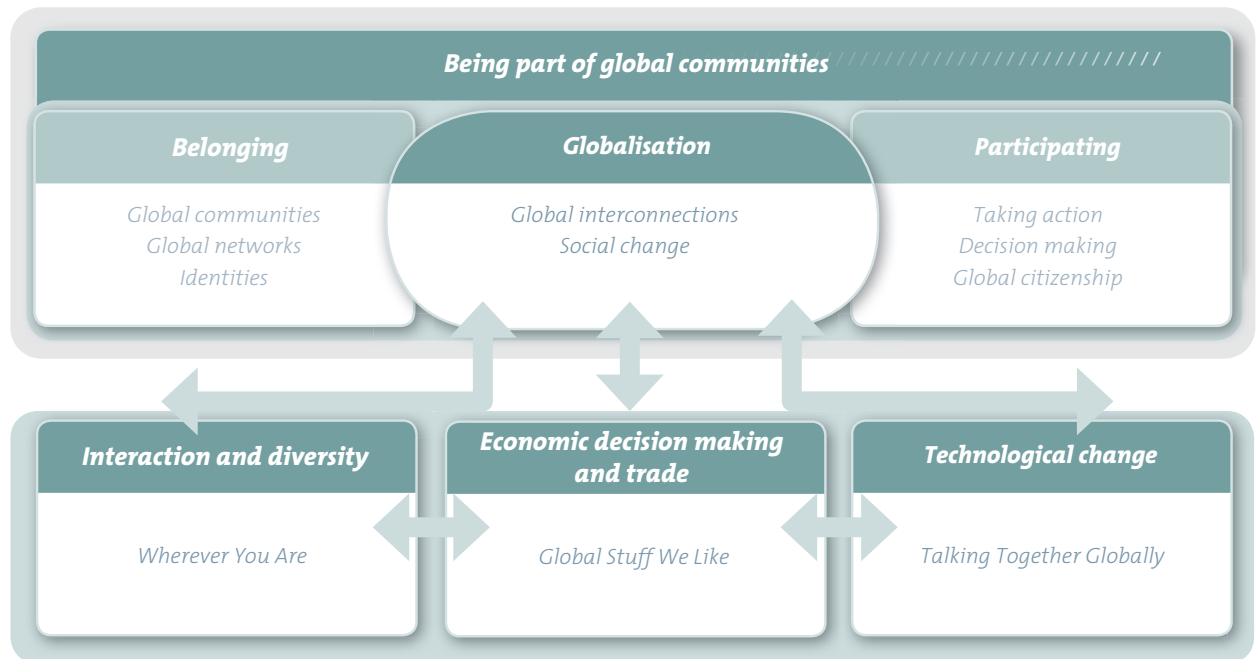 Being part of global communities
Belonging
Global communities
Global networks
Identities
Globalisation
Global interconnections
Social change
Participating
Taking action
Decision making
Global citizenship
Interaction and diversity
Wherever You Are
Economic decision making
and trade
Global Stuff We Like
Technological change
Talking Together Globally